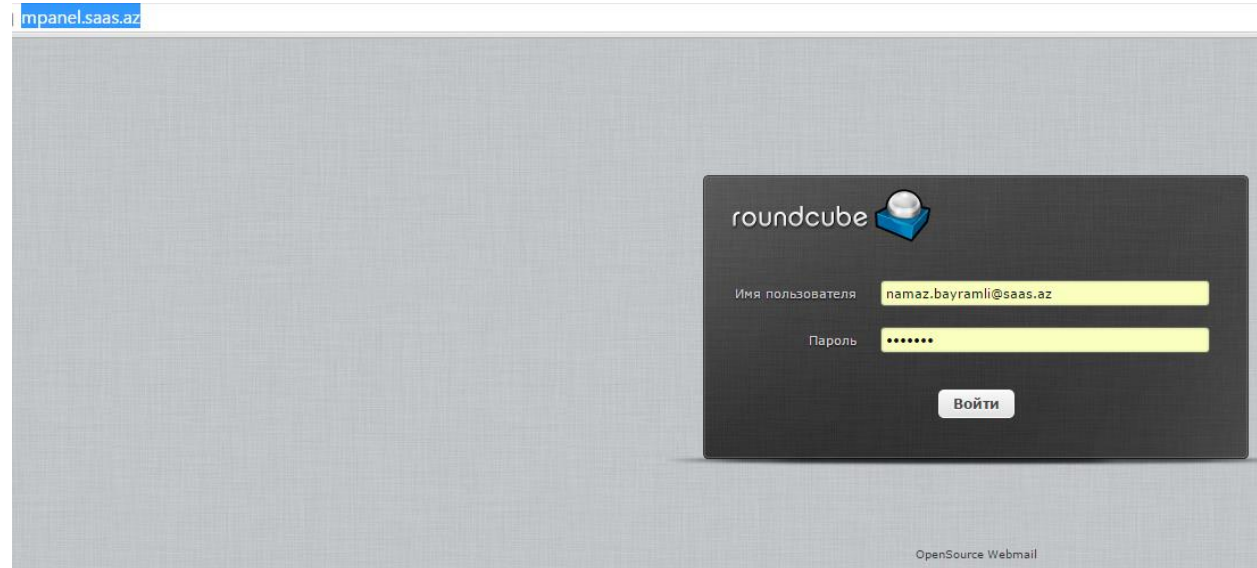 mpanel.saas.az
roundcube
Имя пользователя namaz.bayramli@saas.az
Пароль •••••••
Войти
OpenSource Webmail